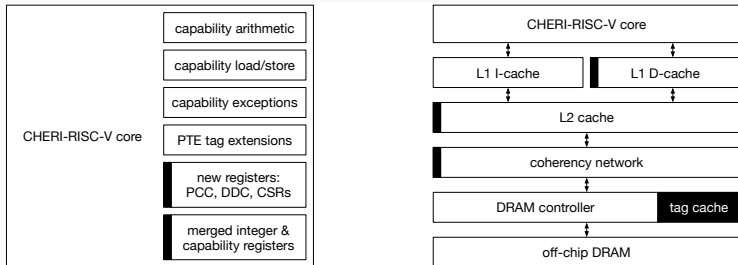 CHERI-RISC-V core
capability arithmetic
capability load/store
capability exceptions
PTE tag extensions
new registers:
PCC, DDC, CSRs
merged integer &
capability registers
CHERI-RISC-V core
L1 I-cache
L1 D-cache
L2 cache
coherency network
DRAM controller
tag cache
off-chip DRAM